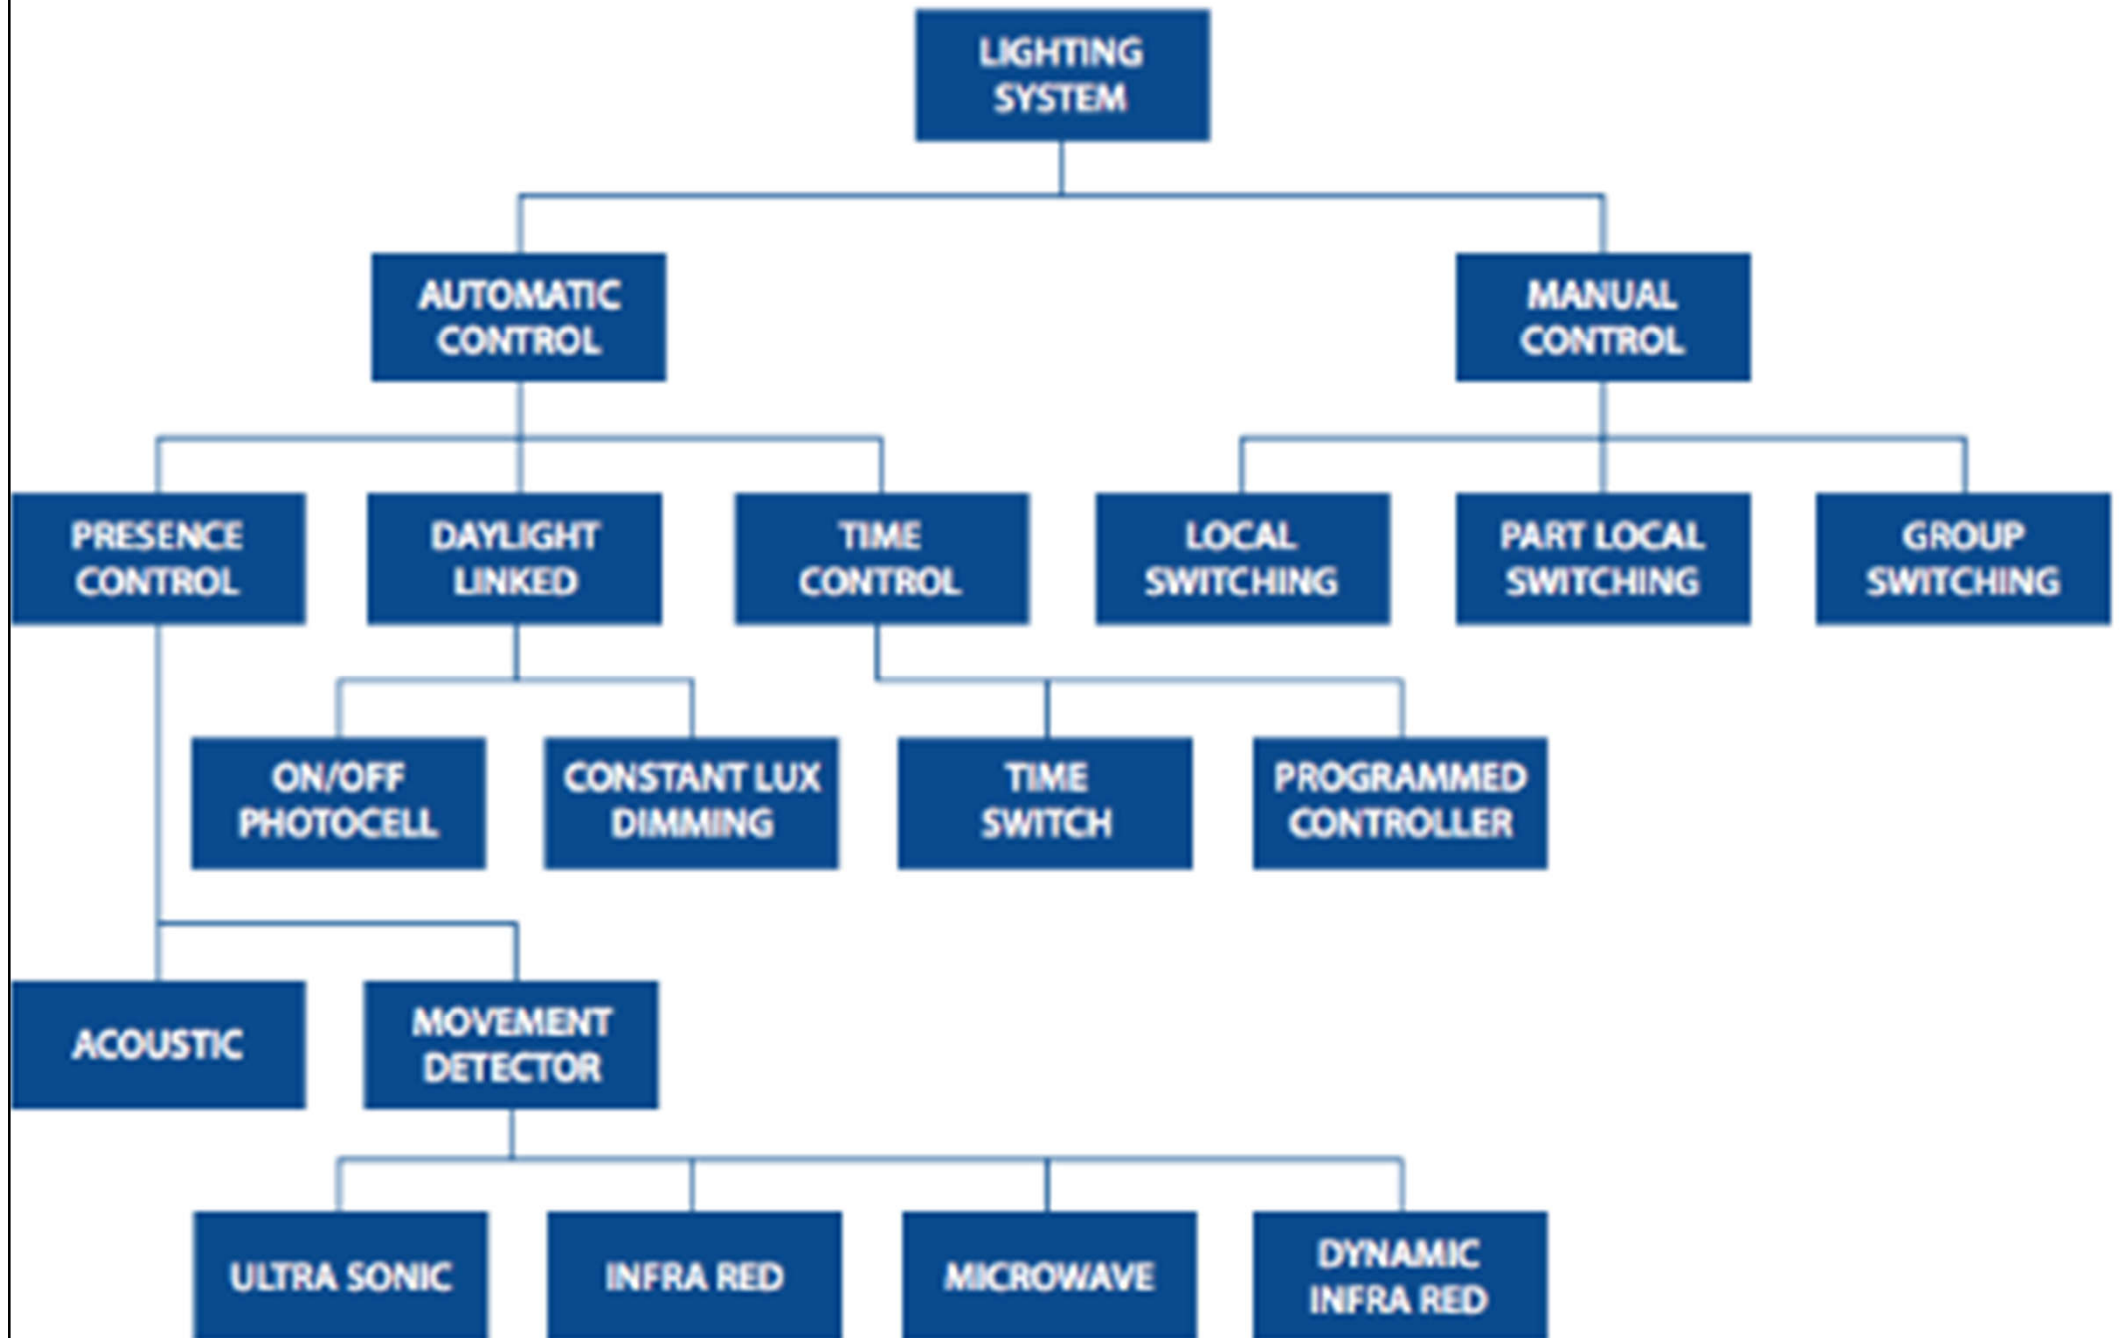 LIGHTING
SYSTEM
AUTOMATIC
CONTROL
MANUAL
CONTROL
PRESENCE
CONTROL
DAYLIGHT
LINKED
TIME
CONTROL
LOCAL
SWITCHING
PART LOCAL
SWITCHING
GROUP
SWITCHING
ON/OFF
PHOTOCELL
CONSTANT LUX
DIMMING
TIME
SWITCH
PROGRAMMED
CONTROLLER
ACOUSTIC
MOVEMENT
DETECTOR
ULTRA SONIC
INFRA RED
MICROWAVE
DYNAMIC
INFRA RED